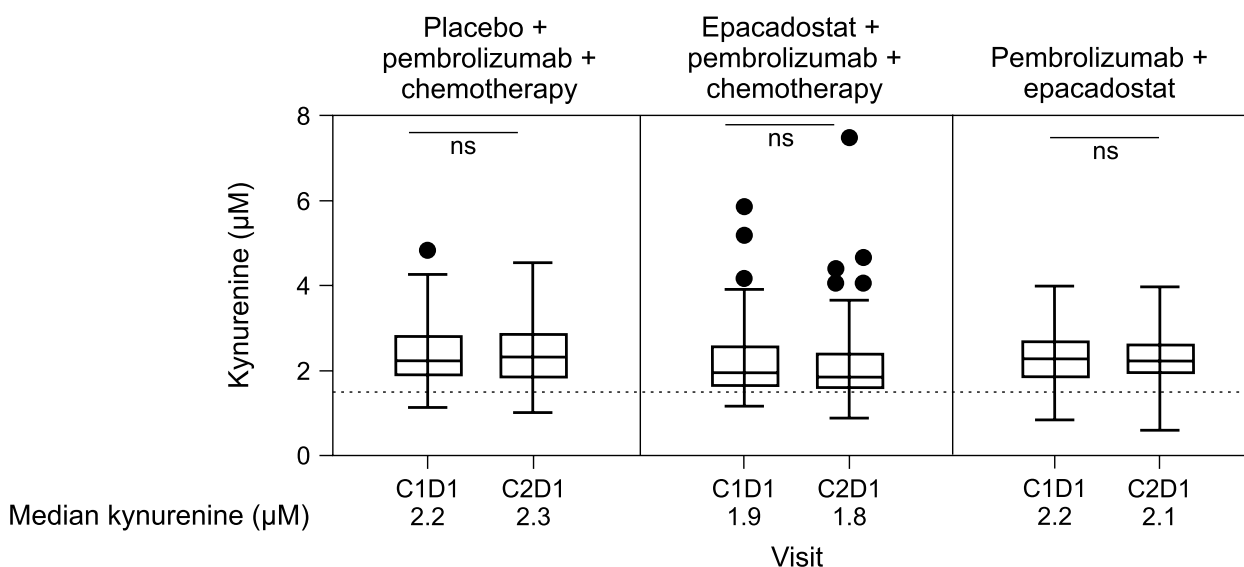 Placebo +
pembrolizumab +
chemotherapy
Epacadostat +
pembrolizumab +
chemotherapy
Pembrolizumab +
epacadostat
Kynurenine (µM)
8
6
4
2
0
ns
ns
ns
C1D1 C2D1 C1D1 C2D1 C1D1 C2D1
Median kynurenine (µM) 2.2 2.3 1.9 1.8 2.2 2.1
Visit